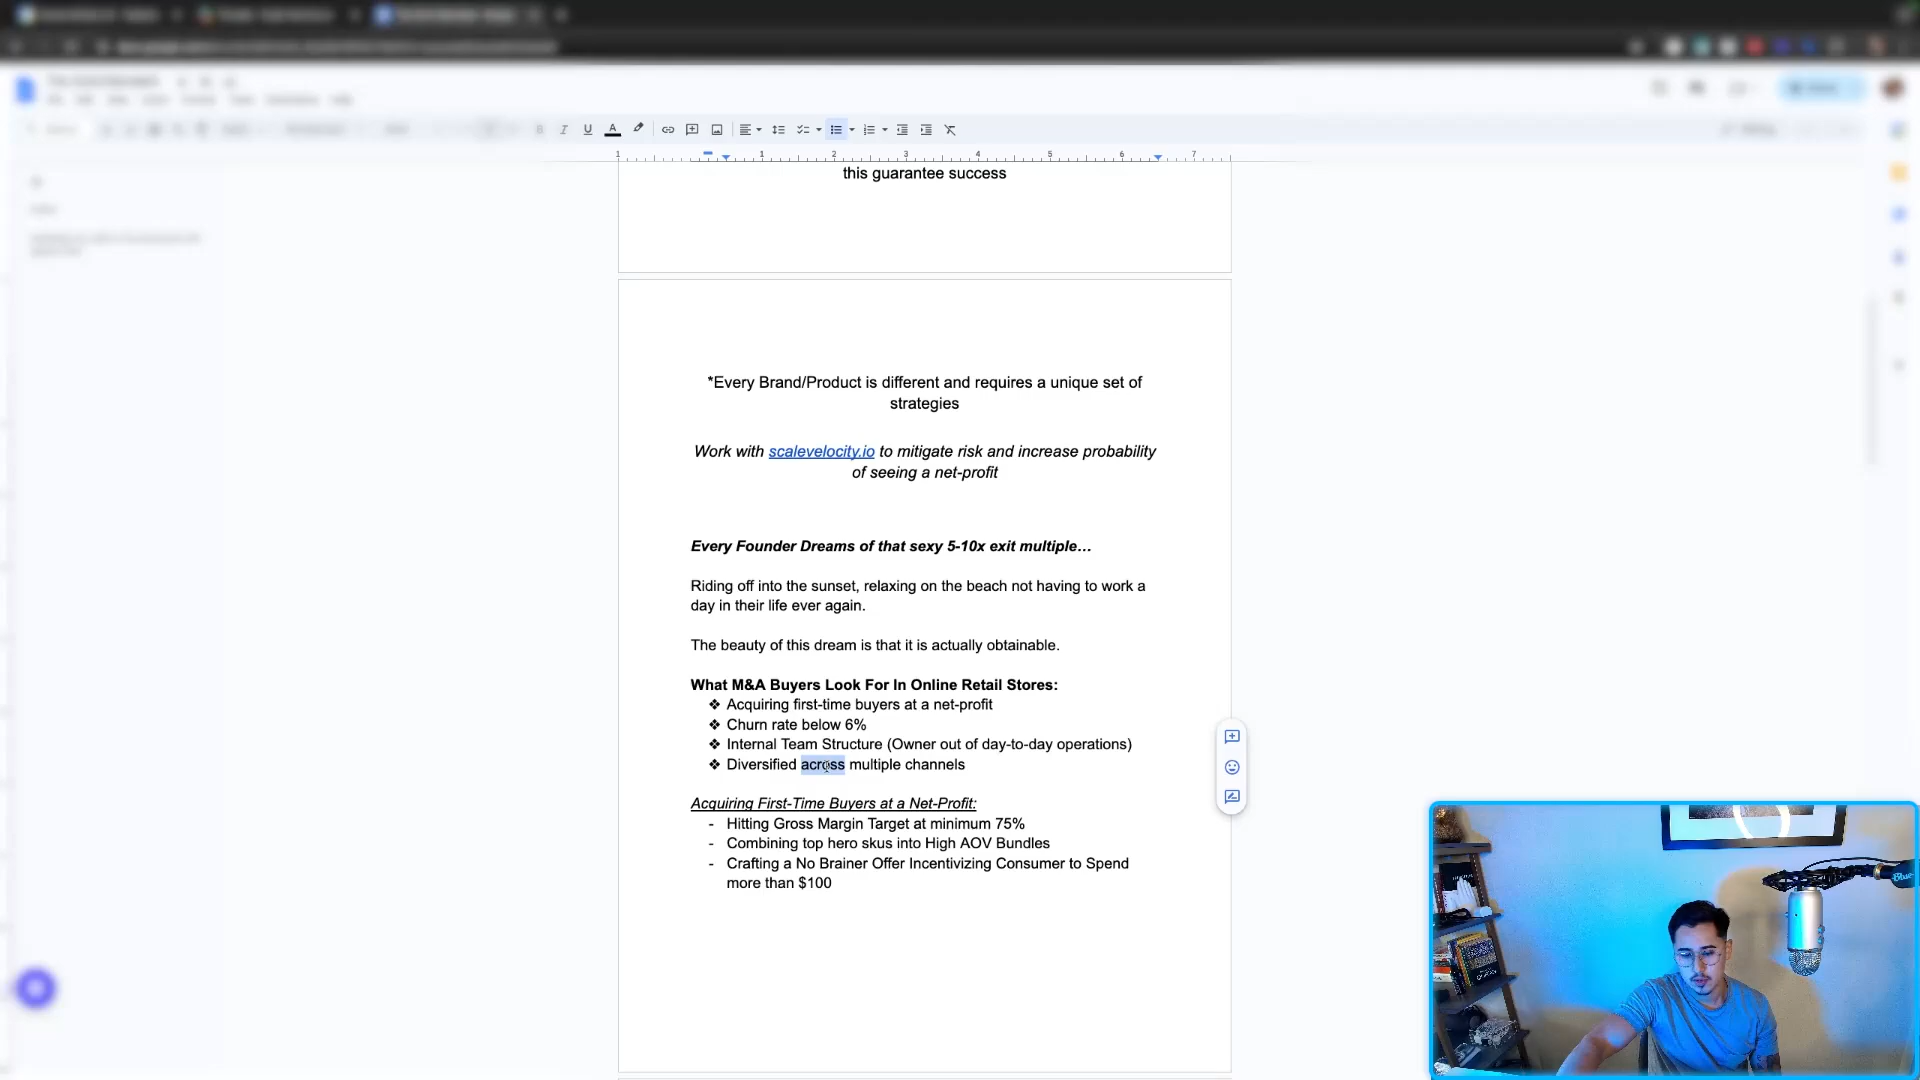 this guarantee success
*Every Brand/Product is different and requires a unique set of
strategies
Work with scalevelocity.io to mitigate risk and increase probability
of seeing a net-profit
Every Founder Dreams of that sexy 5-10x exit multiple…
Riding off into the sunset, relaxing on the beach not having to work a
day in their life ever again.
The beauty of this dream is that it is actually obtainable.
What M&A Buyers Look For In Online Retail Stores:
❖ Acquiring first-time buyers at a net-profit
❖ Churn rate below 6%
❖ Internal Team Structure (Owner out of day-to-day operations)
❖ Diversified across multiple channels
Acquiring First-Time Buyers at a Net-Profit:
- Hitting Gross Margin Target at minimum 75%
- Combining top hero skus into High AOV Bundles
- Crafting a No Brainer Offer Incentivizing Consumer to Spend
more than $100